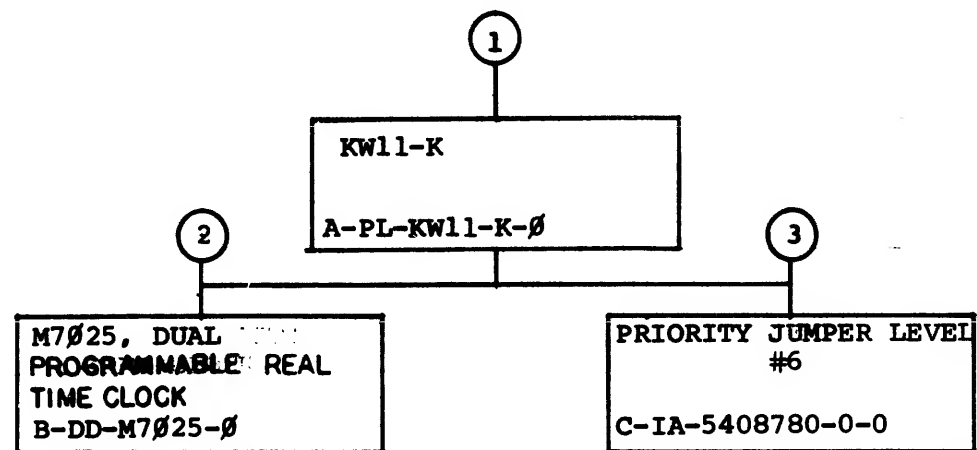 1
KW11-K
A-PL-KW11-K-Ø
2
3
M7Ø25, DUAL
PROGRAMMABLE REAL
TIME CLOCK
B-DD-M7Ø25-Ø
PRIORITY JUMPER LEVEL
#6
C-IA-5408780-0-0